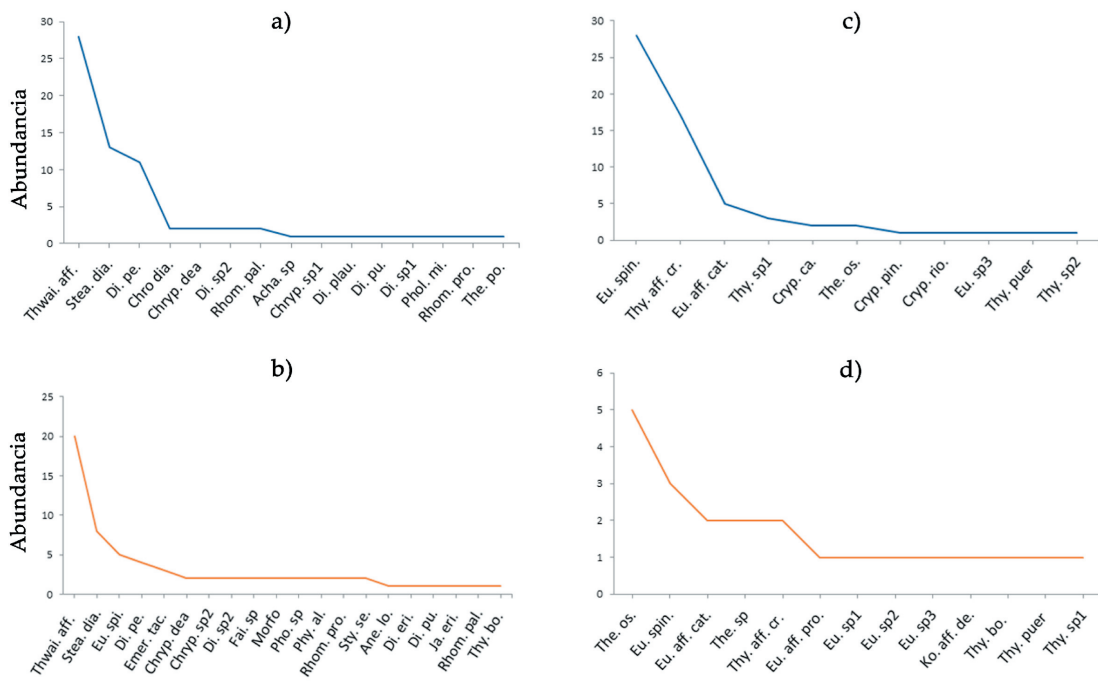 a)
Abundancia
30
25
20
15
10
5
0
Thwai. aff.
Stea. dia.
Di. pe.
Chro dia.
Chryp. dea
Di. sp2
Rhom. pal.
Acha. sp
Chryp. sp1
Di. plau.
Di. pu.
Di. sp1
Phol. mi.
Rhom. pro.
The. po.
c)
30
25
20
15
10
5
0
Eu. spin.
Thy. aff. cr.
Eu. aff. cat.
Thy. sp1
Cryp. ca.
The. os.
Cryp. pin.
Cryp. rio.
Eu. sp3
Thy. puer
Thy. sp2
b)
Abundancia
25
20
15
10
5
0
Thwai. aff.
Stea. dia.
Eu. spi.
Di. pe.
Emer. tac.
Chryp. dea
Chryp. sp2
Di. sp2
Fai. sp
Morfo
Pho. sp
Phy. al.
Rhom. pro.
Sty. se.
Ane. lo.
Di. eri.
Di. pu.
Ja. eri.
Rhom. pal.
Thy. bo.
d)
6
5
4
3
2
1
0
The. os.
Eu. spin.
Eu. aff. cat.
The. sp
Thy. aff. cr.
Eu. aff. pro.
Eu. sp1
Eu. sp2
Eu. sp3
Ko. aff. de.
Thy. bo.
Thy. puer
Thy. sp1